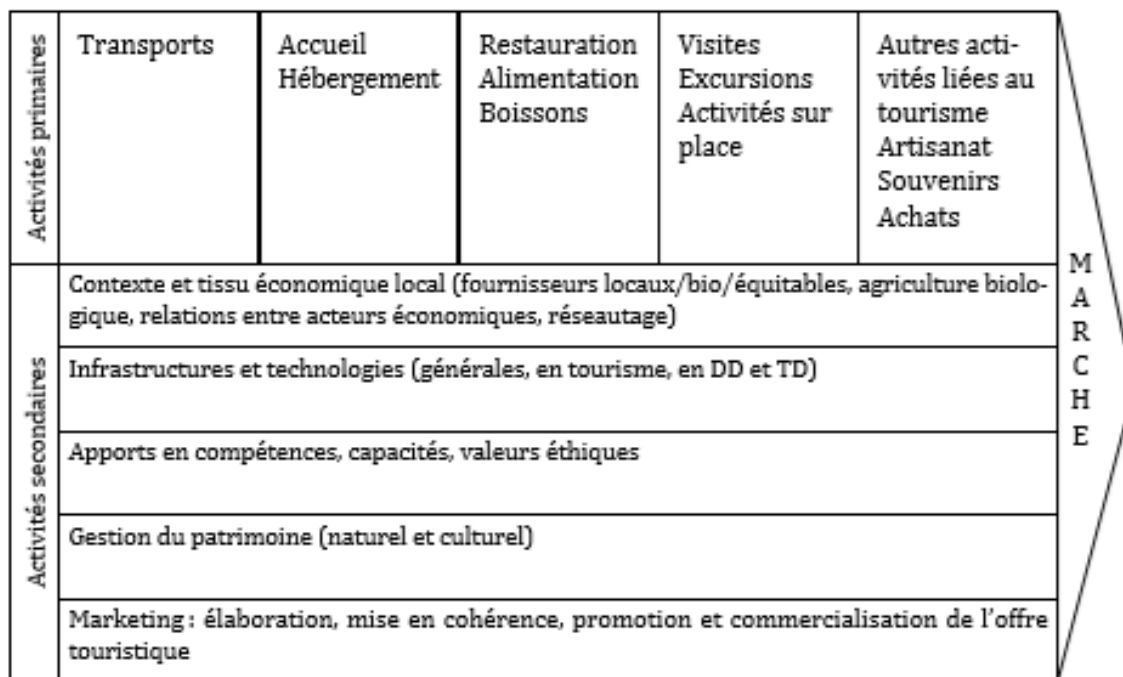 Activités primaires
Transports
Accueil
Hébergement
Restauration
Alimentation
Boissons
Visites
Excursions
Activités sur
place
Autres acti-
vités liées au
tourisme
Artisanat
Souvenirs
Achats
Activités secondaires
Contexte et tissu économique local (fournisseurs locaux/bio/équitables, agriculture biolo-
gique, relations entre acteurs économiques, réseautage)
Infrastructures et technologies (générales, en tourisme, en DD et TD)
Apports en compétences, capacités, valeurs éthiques
Gestion du patrimoine (naturel et culturel)
Marketing : élaboration, mise en cohérence, promotion et commercialisation de l'offre
touristique
MARCHE